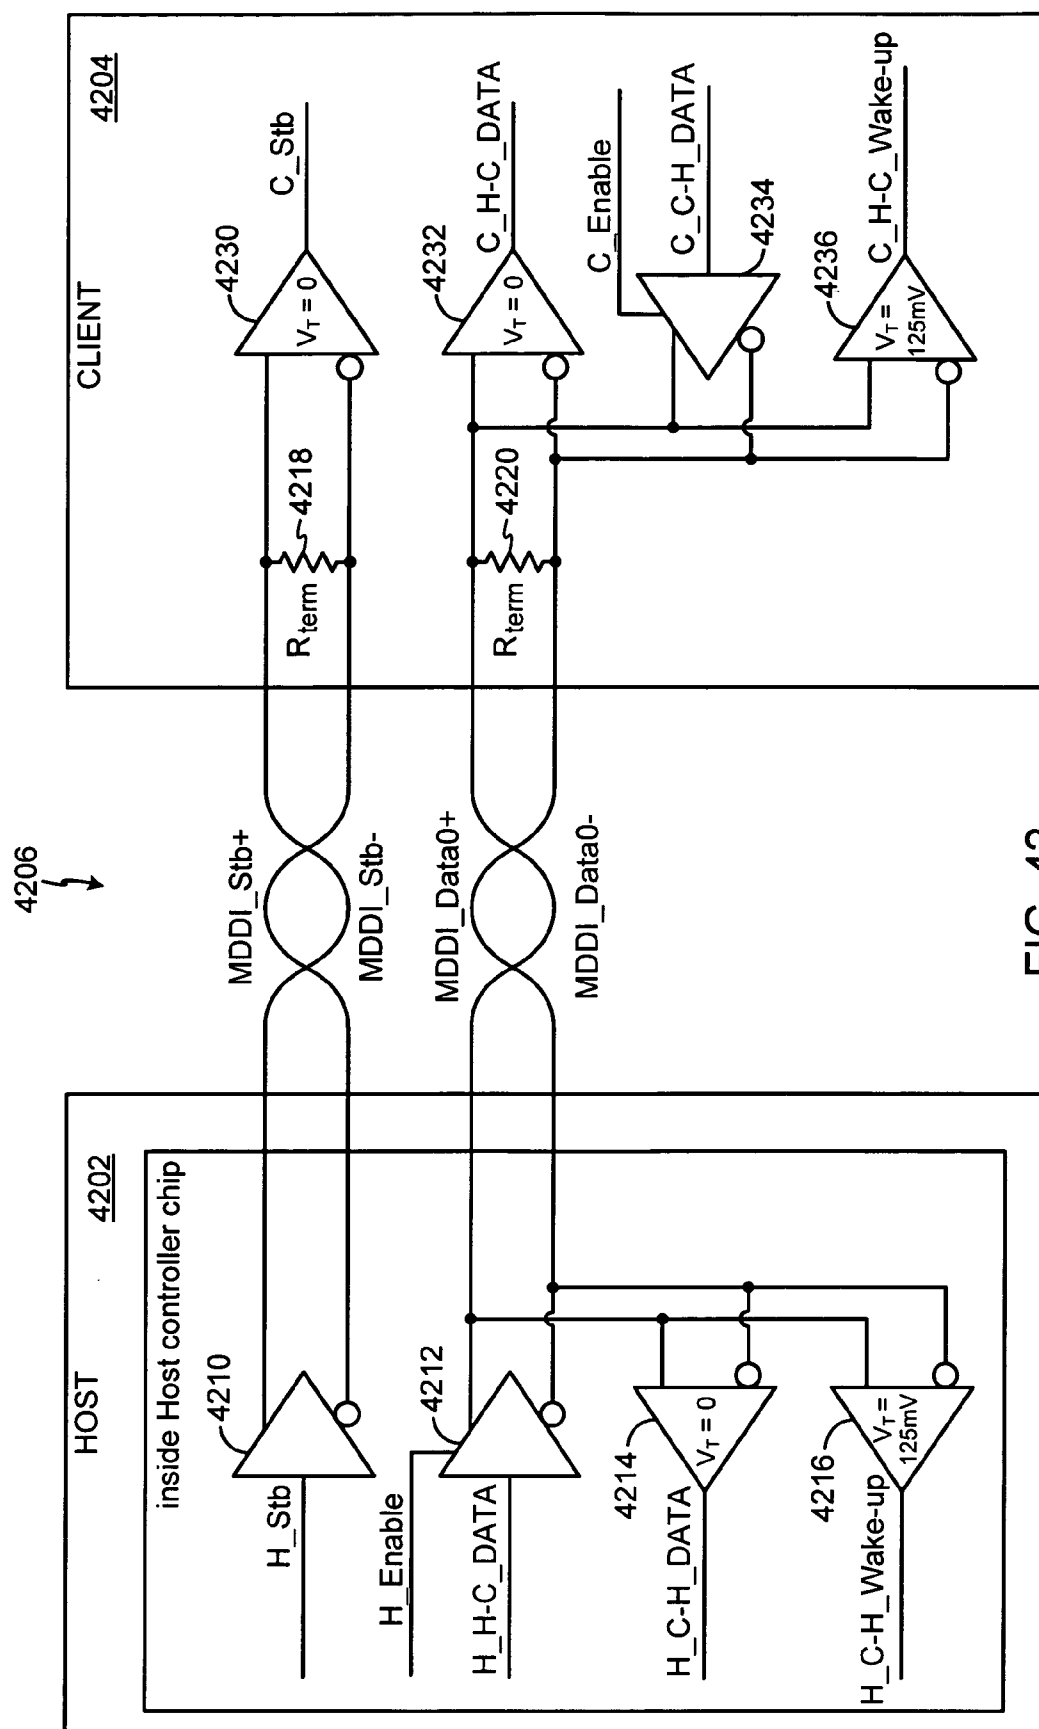 4206
HOST
4202
inside Host controller chip
H_Stb
4210
H_Enable
H_H-C_DATA
4212
H_C-H_DATA
4214
V_T = 0
H_C-H_Wake-up
4216
V_T =
125mV
MDDI_Stb+
MDDI_Stb-
MDDI_Data0+
MDDI_Data0-
CLIENT
4204
R_term
4218
4230
V_T = 0
C_Stb
R_term
4220
4232
V_T = 0
C_H-C_DATA
C_Enable
C_C-H_DATA
4234
4236
V_T =
125mV
C_H-C_Wake-up